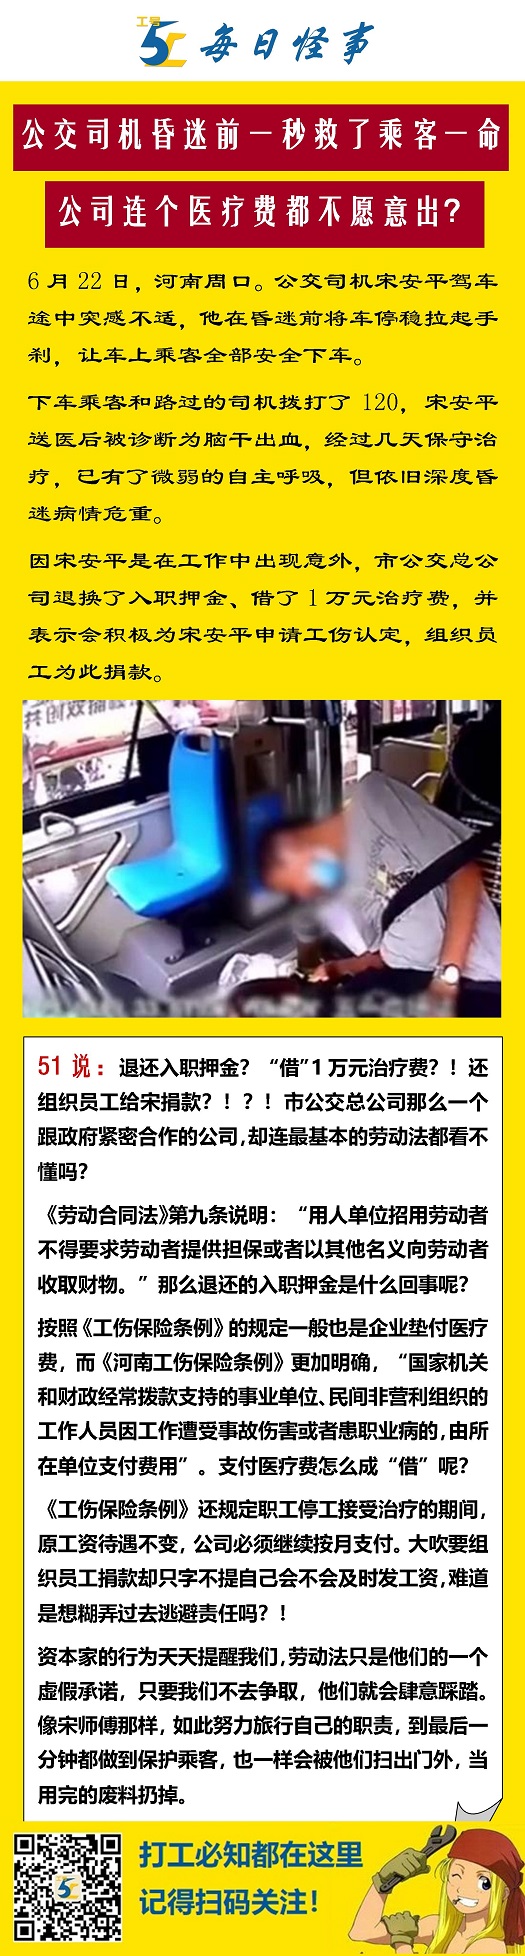 工号
51 每日怪事
公交司机昏迷前一秒救了乘客一命
公司连个医疗费都不愿意出？
6月22日，河南周口。公交司机宋安平驾车
途中突感不适，他在昏迷前将车停稳拉起手
刹，让车上乘客全部安全下车。
下车乘客和路过的司机拨打了 120，宋安平
送医后被诊断为脑干出血，经过几天保守治
疗，已有了微弱的自主呼吸，但依旧深度昏
迷病情危重。
因宋安平是在工作中出现意外，市公交总公
司退换了入职押金、借了1万元治疗费，并
表示会积极为宋安平申请工伤认定，组织员
工为此捐款。
51 说：退还入职押金？“借”1万元治疗费？！还
组织员工给宋捐款？！？！市公交总公司那么一个
跟政府紧密合作的公司，却连最基本的劳动法都看不
懂吗？
《劳动合同法》第九条说明：“用人单位招用劳动者
不得要求劳动者提供担保或者以其他名义向劳动者
收取财物。”那么退还的入职押金是什么回事呢？
按照《工伤保险条例》的规定一般也是企业垫付医疗
费，而《河南工伤保险条例》更加明确，“国家机关
和财政经常拨款支持的事业单位、民间非营利组织的
工作人员因工作遭受事故伤害或者患职业病的，由所
在单位支付费用”。支付医疗费怎么成“借”呢？
《工伤保险条例》还规定职工停工接受治疗的期间，
原工资待遇不变，公司必须继续按月支付。大吹要组
织员工捐款却只字不提自己会不会及时发工资，难道
是想糊弄过去逃避责任吗？！
资本家的行为天天提醒我们，劳动法只是他们的一个
虚假承诺，只要我们不去争取，他们就会肆意踩踏。
像宋师傅那样，如此努力旅行自己的职责，到最后一
分钟都做到保护乘客，也一样会被他们扫出门外，当
用完的废料扔掉。
打工必知都在这里
记得扫码关注！